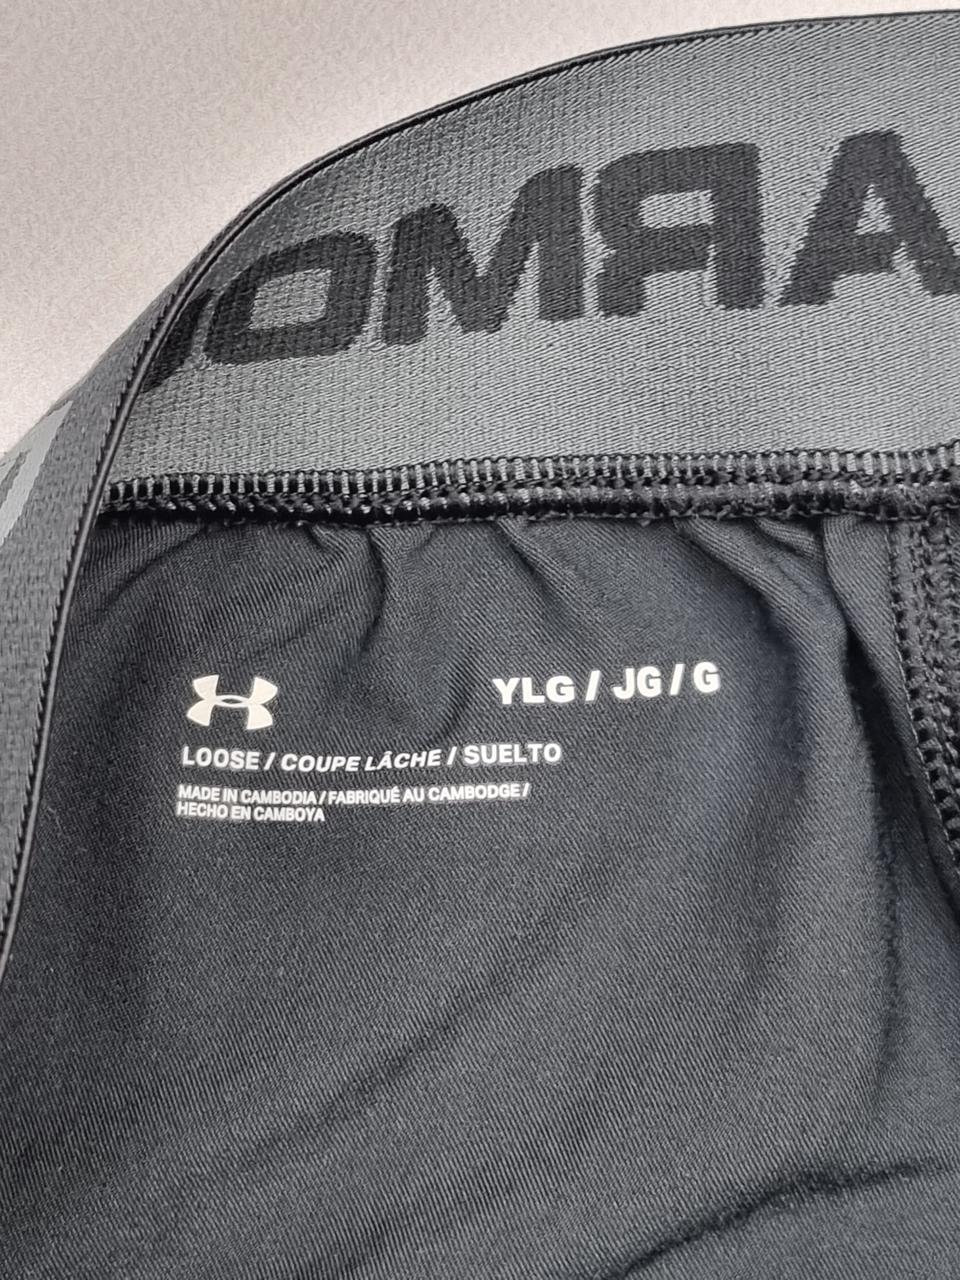 ARMO
YLG / JG / G
LOOSE / COUPE LÂCHE / SUELTO
MADE IN CAMBODIA / FABRIQUÉ AU CAMBODGE /
HECHO EN CAMBOYA